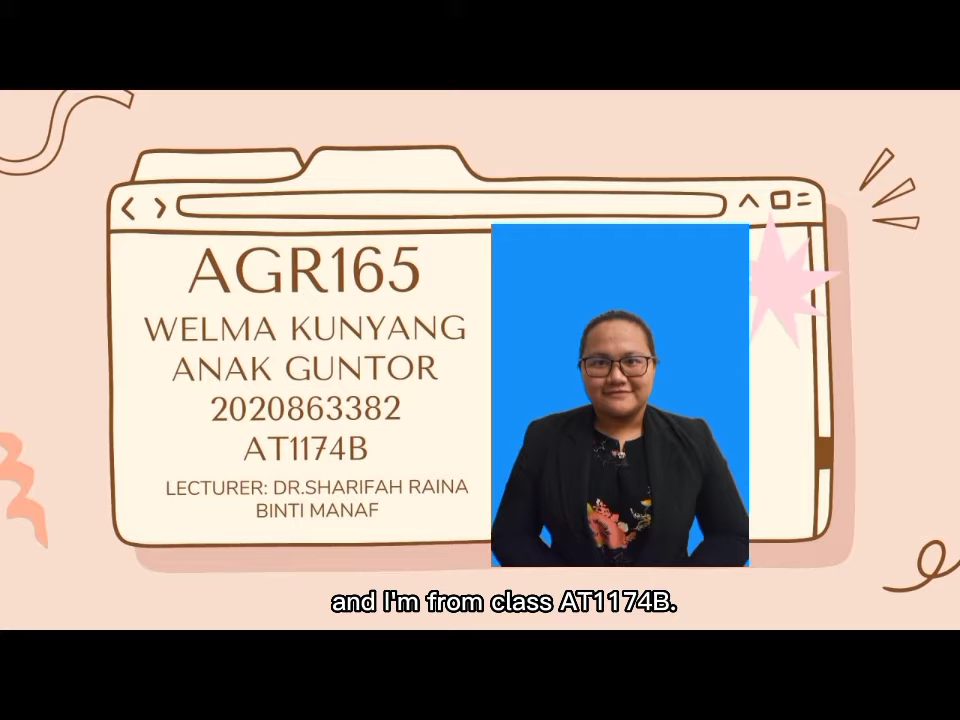 AGR165
WELMA KUNYANG
ANAK GUNTOR
2020863382
AT1174B
LECTURER: DR.SHARIFAH RAINA
BINTI MANAF
and I'm from class AT1174B.